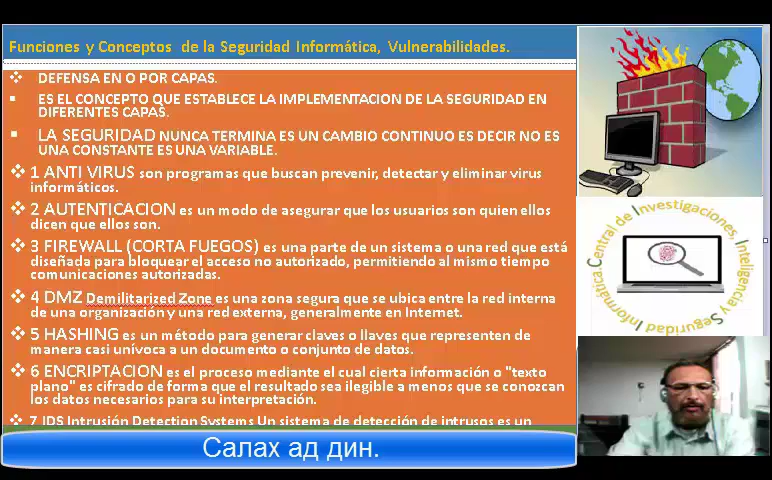 Funciones y Conceptos de la Seguridad Informática, Vulnerabilidades.
❖ DEFENSA EN O POR CAPAS.
▪ ES EL CONCEPTO QUE ESTABLECE LA IMPLEMENTACION DE LA SEGURIDAD EN
DIFERENTES CAPAS.
▪ LA SEGURIDAD NUNCA TERMINA ES UN CAMBIO CONTINUO ES DECIR NO ES
UNA CONSTANTE ES UNA VARIABLE.
❖ 1 ANTI VIRUS son programas que buscan prevenir, detectar y eliminar virus
informáticos.
❖ 2 AUTENTICACION es un modo de asegurar que los usuarios son quien ellos
dicen que ellos son.
❖ 3 FIREWALL (CORTA FUEGOS) es una parte de un sistema o una red que está
diseñada para bloquear el acceso no autorizado, permitiendo al mismo tiempo
comunicaciones autorizadas.
❖ 4 DMZ Demilitarized Zone es una zona segura que se ubica entre la red interna
de una organización y una red externa, generalmente en Internet.
❖ 5 HASHING es un método para generar claves o llaves que representen de
manera casi unívoca a un documento o conjunto de datos.
❖ 6 ENCRIPTACION es el proceso mediante el cual cierta información o "texto
plano" es cifrado de forma que el resultado sea ilegible a menos que se conozcan
los datos necesarios para su interpretación.
❖ 7 IDS Intrusión Detection Systems Un sistema de detección de intrusos es un
Салах ад дин.
Central de Investigaciones, Inteligencia y Seguridad Informática.